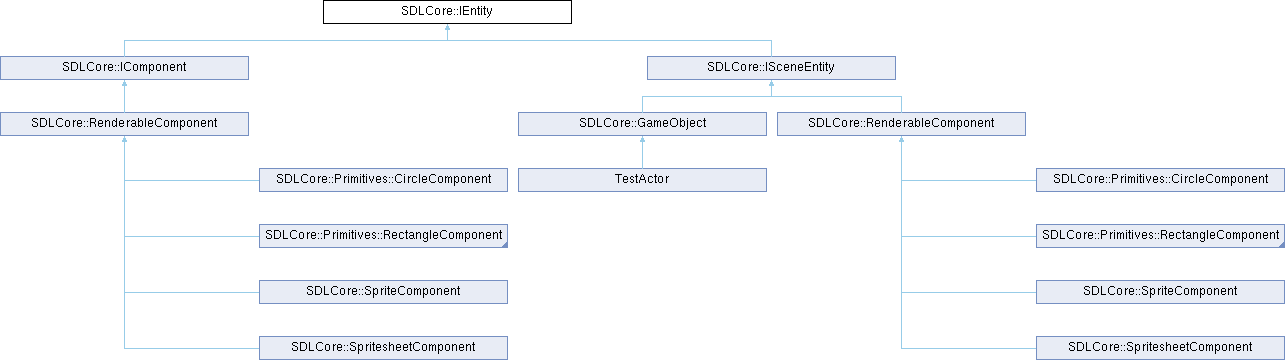 SDLCore::IEntity
SDLCore::IComponent
SDLCore::ISceneEntity
SDLCore::RenderableComponent
SDLCore::GameObject
SDLCore::RenderableComponent
SDLCore::Primitives::CircleComponent
TestActor
SDLCore::Primitives::CircleComponent
SDLCore::Primitives::RectangleComponent
SDLCore::Primitives::RectangleComponent
SDLCore::SpriteComponent
SDLCore::SpriteComponent
SDLCore::SpritesheetComponent
SDLCore::SpritesheetComponent